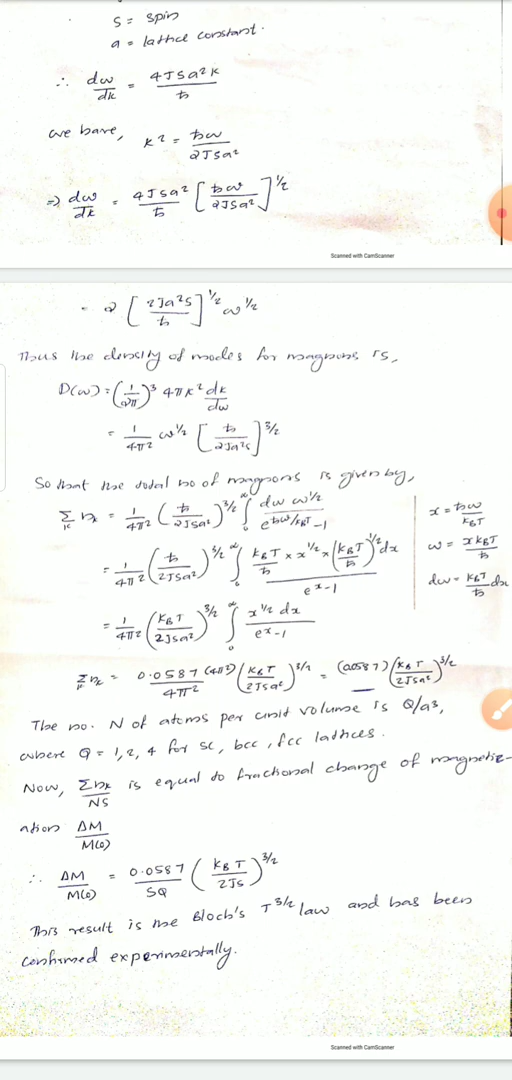 S = spin
a = lattice constant.
∴ dω/dk = 4JSa²k/ħ
we have, k² = ħω/2JSa²
⇒ dω/dk = 4JSa²/ħ [ħω/2JSa²]^1/2
Scanned with CamScanner
= 2 [2Ja²S/ħ]^1/2 ω^1/2
Thus the density of modes for magnons is,
D(ω) = (1/2π)³ 4πk² dk/dω
= 1/4π² ω^1/2 [ħ/2Ja²S]^3/2
So that the total no of magnons is given by,
Σ_k n_k = 1/4π² (ħ/2JSa²)^3/2 ∫_0^∞ dω ω^1/2 / e^ħω/k_BT -1
x = ħω/k_BT
= 1/4π² (ħ/2JSa²)^3/2 ∫_0^∞ k_BT/ħ × x^1/2 × (k_BT/ħ)^1/2 dx / e^x -1
ω = xk_BT/ħ
dω = k_BT/ħ dx
= 1/4π² (k_BT/2JSa²)^3/2 ∫_0^∞ x^1/2 dx / e^x -1
Σ_k n_k = 0.0587 (4π²)/4π² (k_BT/2JSa²)^3/2 = (0.0587) (k_BT/2JSa²)^3/2
The no. N of atoms per unit volume is Q/a³,
where Q = 1, 2, 4 for sc, bcc, fcc lattices.
Now, Σn_k/NS is equal to fractional change of magnetiz-
ation ΔM/M(0)
∴ ΔM/M(0) = 0.0587/SQ (k_BT/2JS)^3/2
This result is the Bloch's T^3/2 law and has been
confirmed experimentally.
Scanned with CamScanner